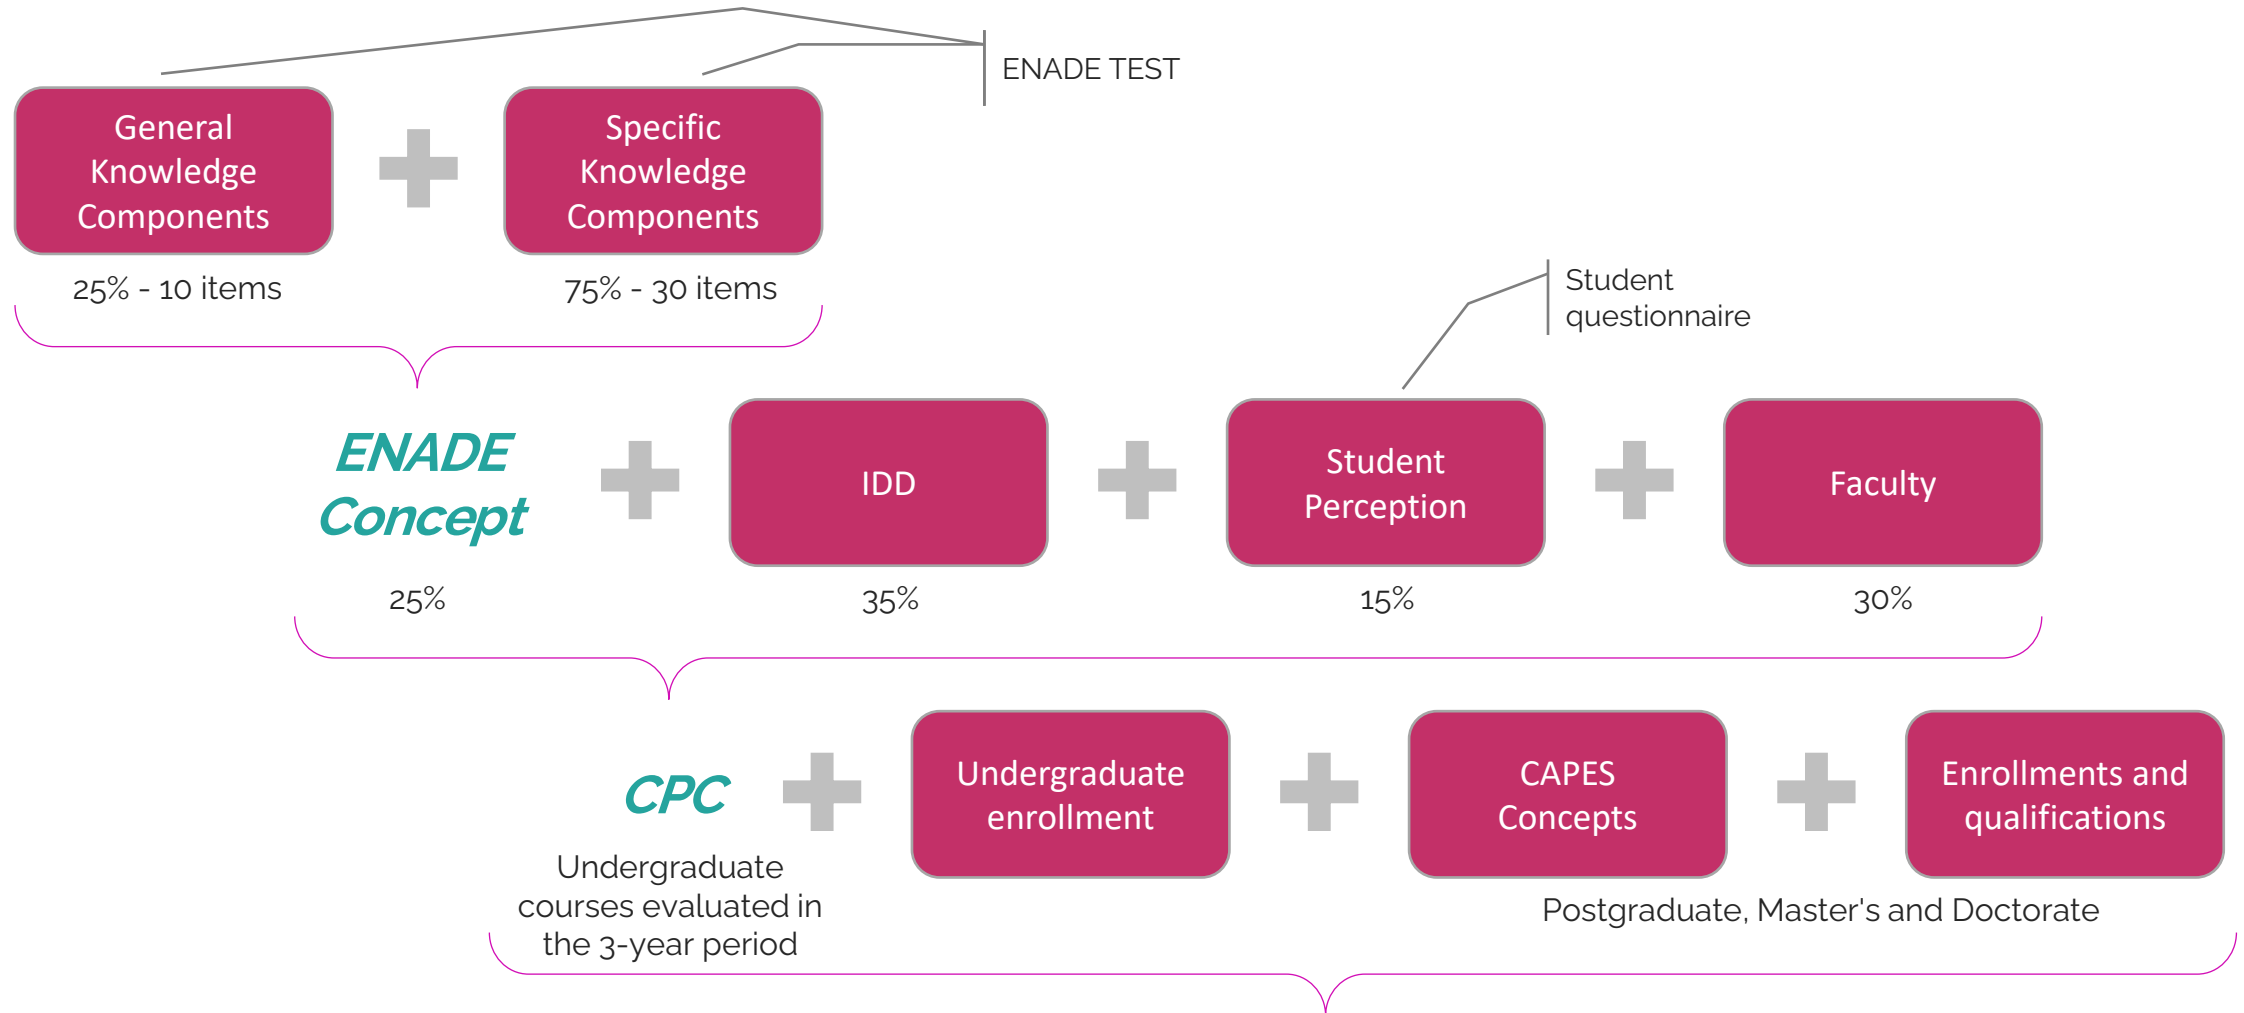 ENADE TEST
General
Knowledge
Components
Specific
Knowledge
Components
25% - 10 items
75% - 30 items
Student
questionnaire
ENADE
Concept
IDD
Student
Perception
Faculty
25%
35%
15%
30%
CPC
Undergraduate
enrollment
CAPES
Concepts
Enrollments and
qualifications
Undergraduate
courses evaluated in
the 3-year period
Postgraduate, Master's and Doctorate